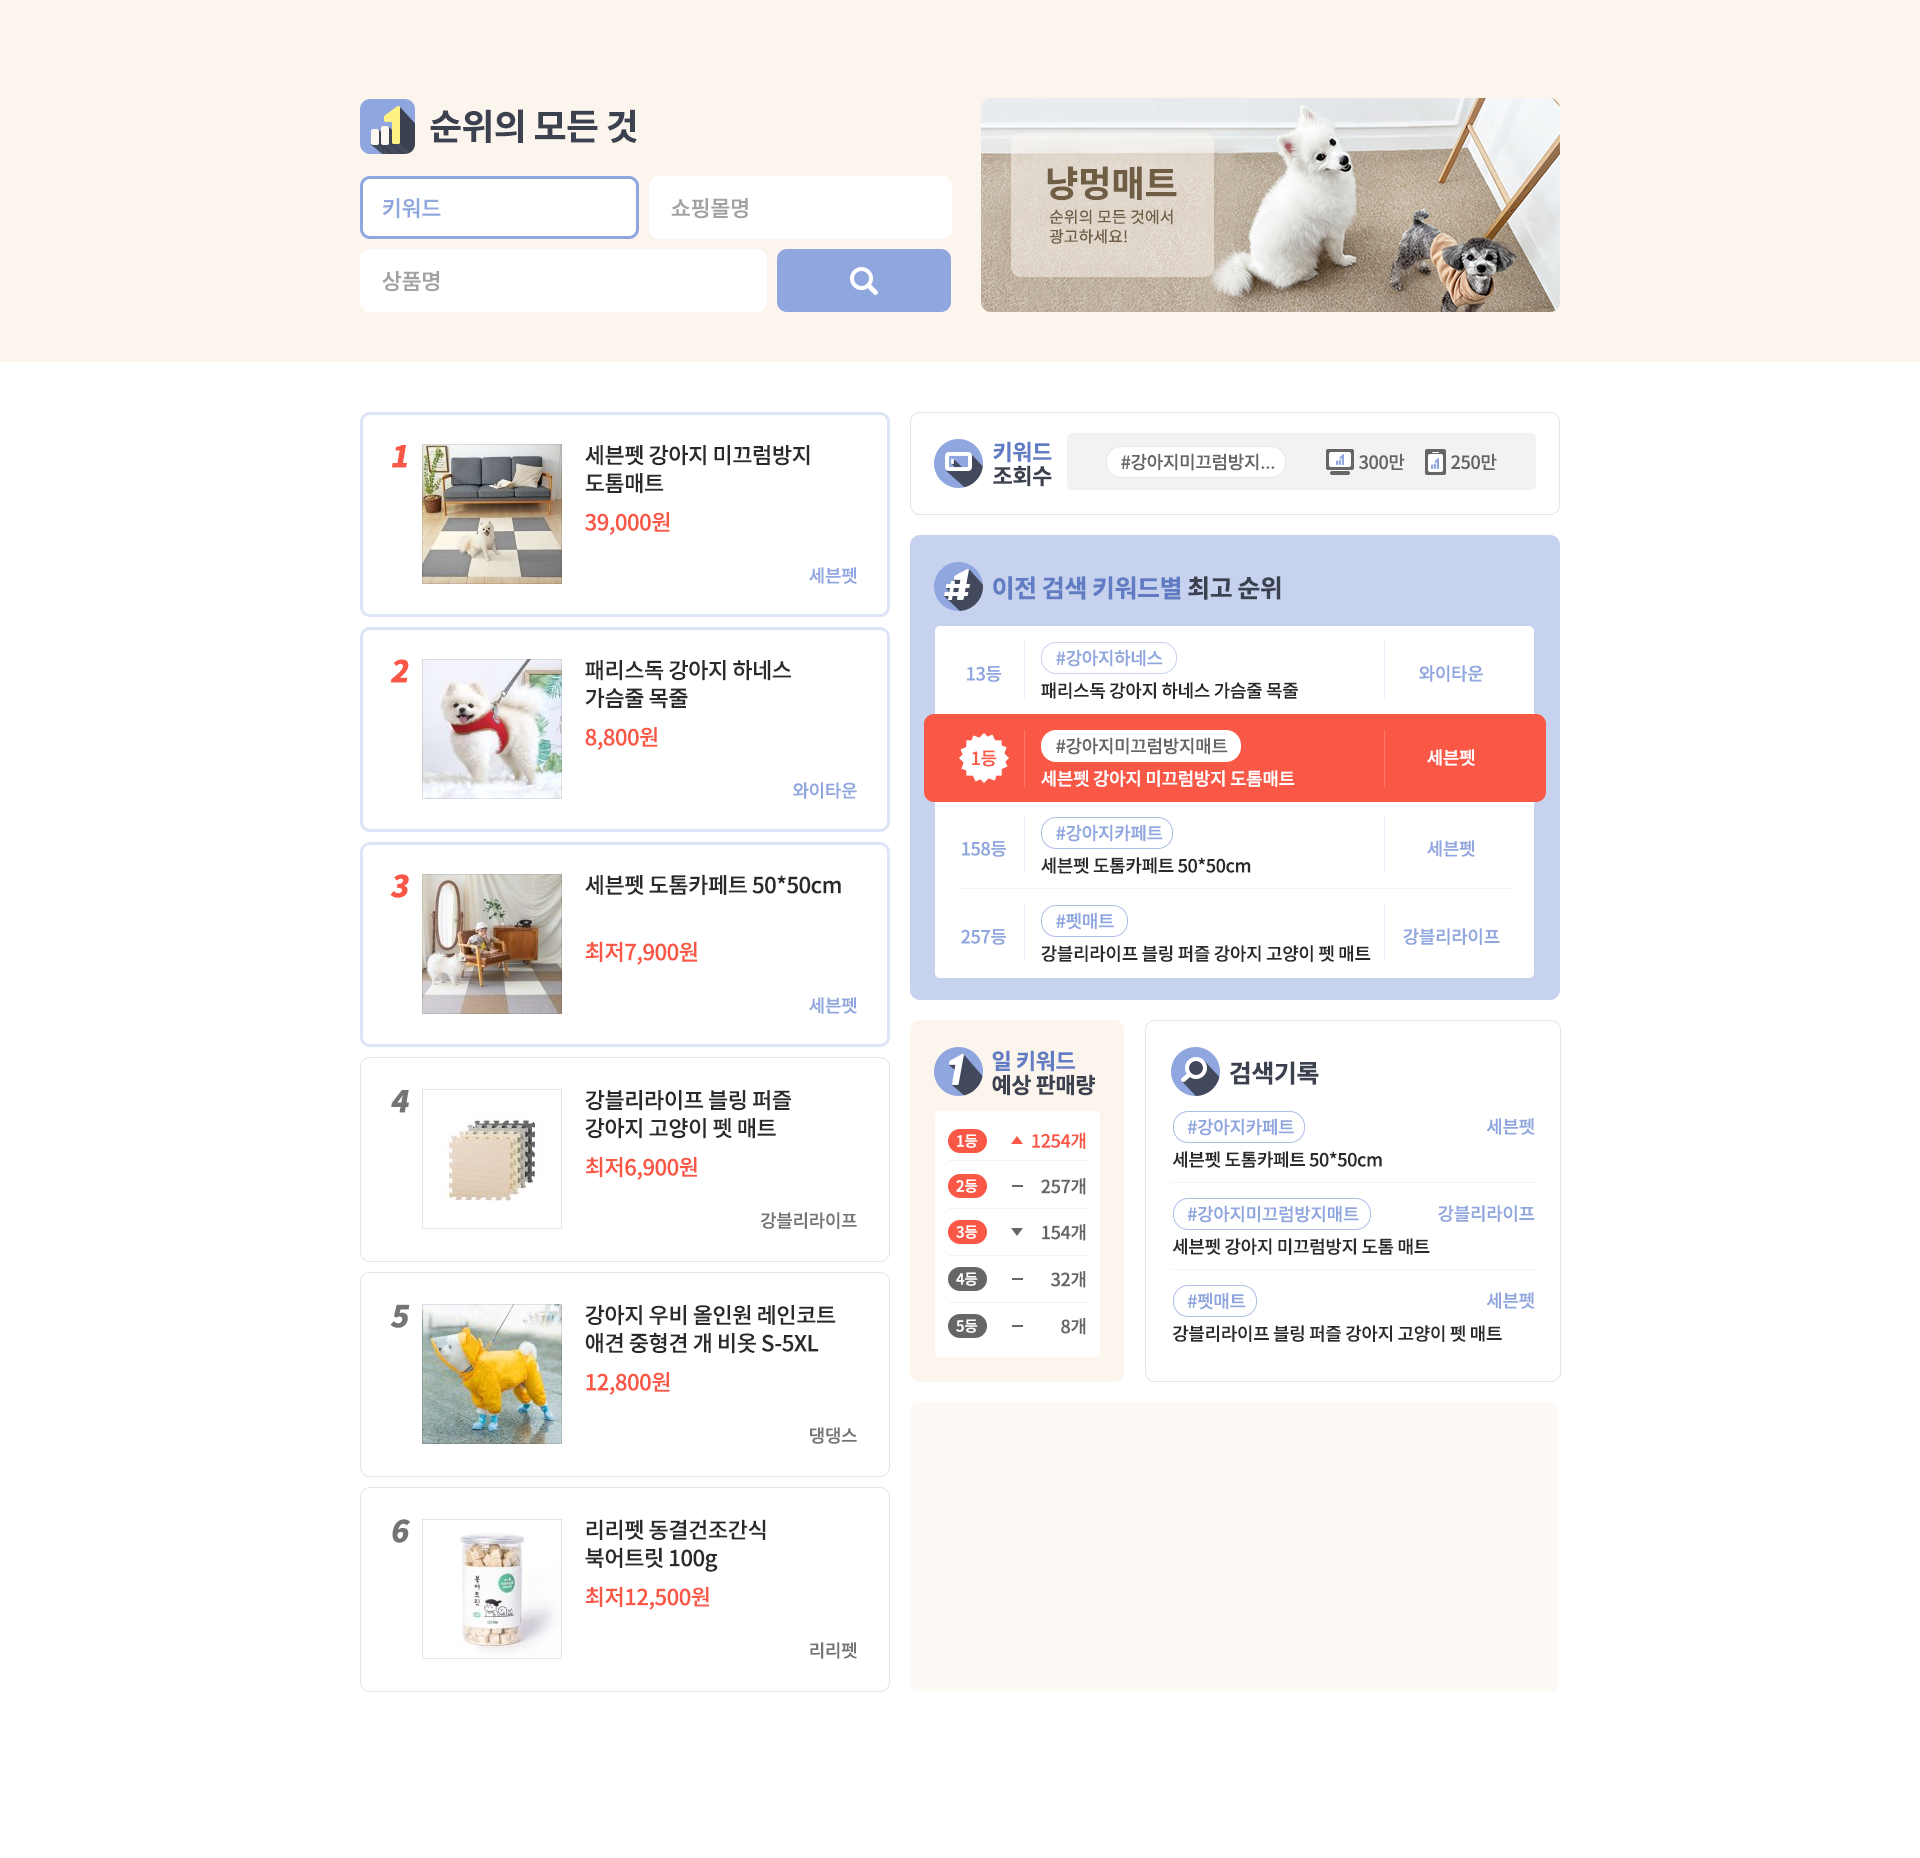 순위의 모든 것
키워드
쇼핑몰명
상품명
냥멍매트
순위의 모든 것에서
광고하세요!
1
세븐펫 강아지 미끄럼방지
도톰매트
39,000원
세븐펫
2
패리스독 강아지 하네스
가슴줄 목줄
8,800원
와이타운
3
세븐펫 도톰카페트 50*50cm
최저7,900원
세븐펫
4
강블리라이프 블링 퍼즐
강아지 고양이 펫 매트
최저6,900원
강블리라이프
5
강아지 우비 올인원 레인코트
애견 중형견 개 비옷 S-5XL
12,800원
댕댕스
6
북어트릿
리리펫 동결건조간식
북어트릿 100g
최저12,500원
리리펫
키워드
조회수
#강아지미끄럼방지...
300만
250만
# 이전 검색 키워드별 최고 순위
13등
#강아지하네스
패리스독 강아지 하네스 가슴줄 목줄
와이타운
1등
#강아지미끄럼방지매트
세븐펫 강아지 미끄럼방지 도톰매트
세븐펫
158등
#강아지카페트
세븐펫 도톰카페트 50*50cm
세븐펫
257등
#펫매트
강블리라이프 블링 퍼즐 강아지 고양이 펫 매트
강블리라이프
1
일 키워드
예상 판매량
1등 ▲ 1254개
2등 – 257개
3등 ▼ 154개
4등 – 32개
5등 – 8개
검색기록
#강아지카페트
세븐펫
세븐펫 도톰카페트 50*50cm
#강아지미끄럼방지매트
강블리라이프
세븐펫 강아지 미끄럼방지 도톰 매트
#펫매트
세븐펫
강블리라이프 블링 퍼즐 강아지 고양이 펫 매트